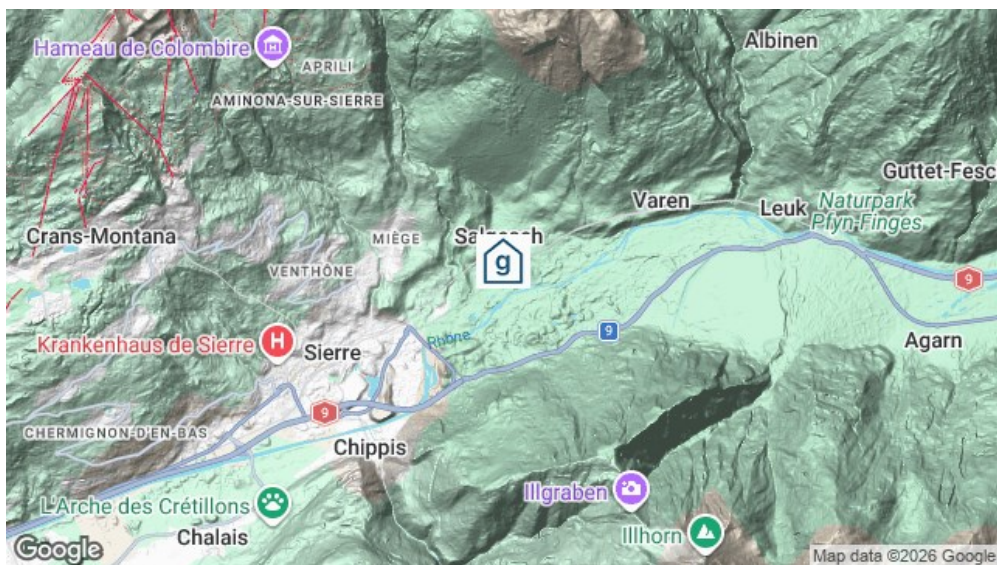 Hameau de Colombire
APRILI
AMINONA-SUR-SIERRE
Albinen
Guttet-Fesc
Varen
Leuk
Naturpark
Pfyn-Finges
Crans-Montana
MIÈGE
Salgesch
g
VENTHÔNE
9
Krankenhaus de Sierre
H
Sierre
Rhône
9
Agarn
9
CHERMIGNON-D'EN-BAS
Chippis
L'Arche des Crétillons
Chalais
Illgraben
Illhorn
Google
Map data ©2026 Google